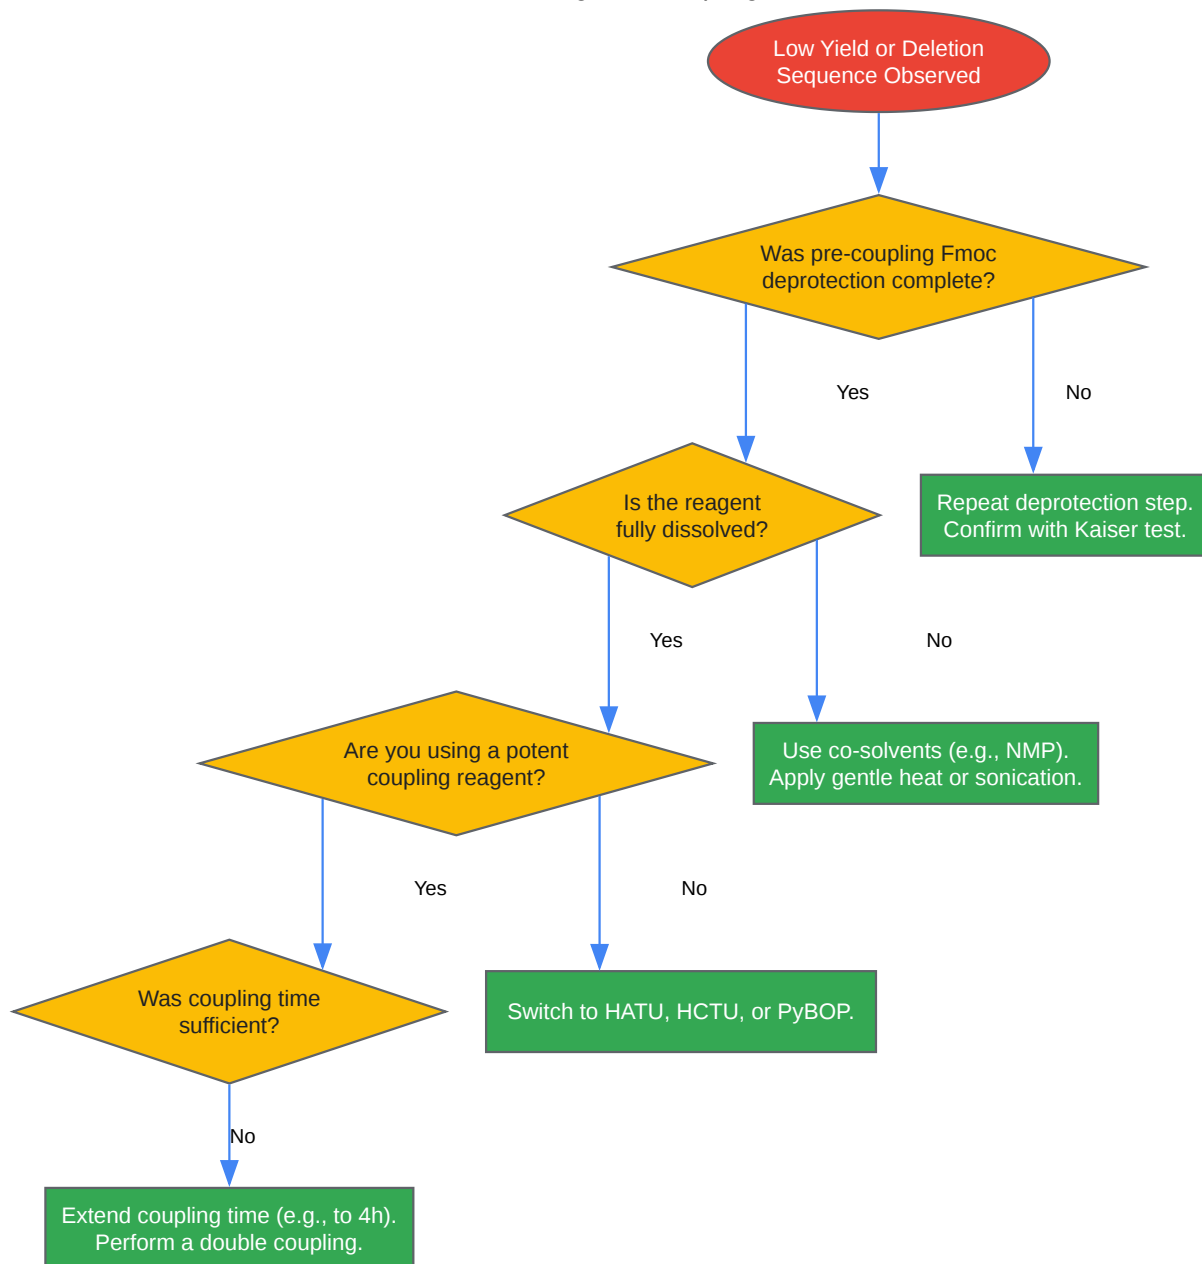 Low Yield or Deletion
Sequence Observed
Was pre-coupling Fmoc
deprotection complete?
Yes
No
Is the reagent
fully dissolved?
Repeat deprotection step.
Confirm with Kaiser test.
Yes
No
Are you using a potent
coupling reagent?
Use co-solvents (e.g., NMP).
Apply gentle heat or sonication.
Yes
No
Was coupling time
sufficient?
Switch to HATU, HCTU, or PyBOP.
No
Extend coupling time (e.g., to 4h).
Perform a double coupling.